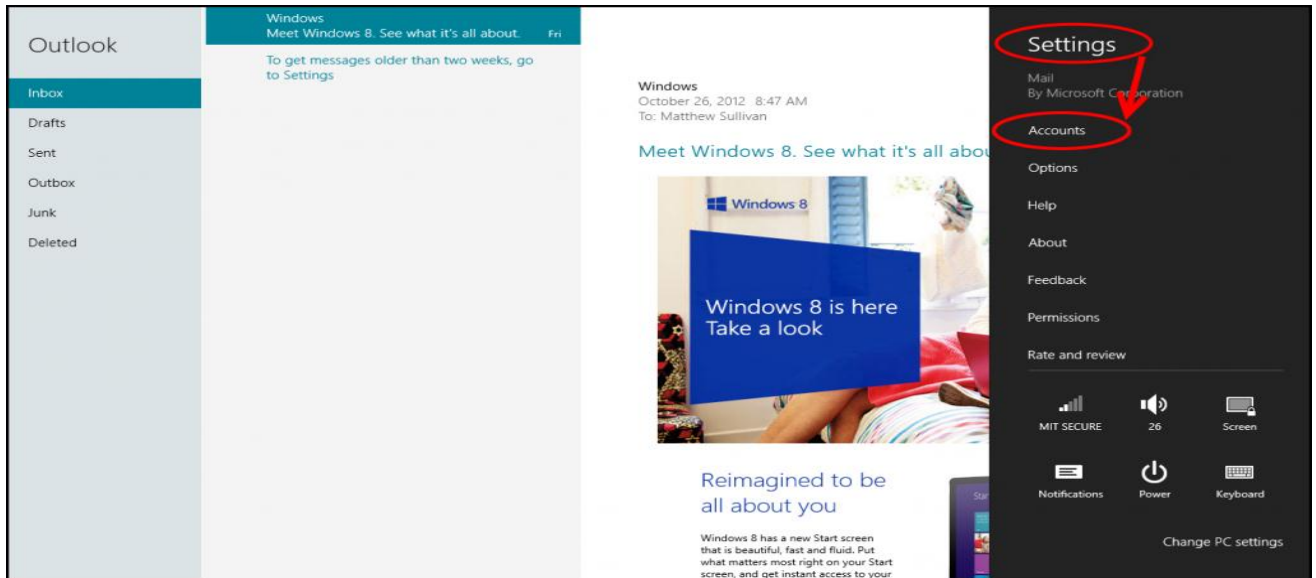 Outlook
Inbox
Drafts
Sent
Outbox
Junk
Deleted
Windows
Meet Windows 8. See what it's all about. Fri
To get messages older than two weeks, go
to Settings
Windows
October 26, 2012 8:47 AM
To: Matthew Sullivan
Meet Windows 8. See what it's all abou
Windows 8
Windows 8 is here
Take a look
Reimagined to be
all about you
Windows 8 has a new Start screen
that is beautiful, fast and fluid. Put
what matters most right on your Start
screen, and get instant access to your
Settings
Mail
By Microsoft Corporation
Accounts
Options
Help
About
Feedback
Permissions
Rate and review
MIT SECURE 26 Screen
Notifications Power Keyboard
Change PC settings